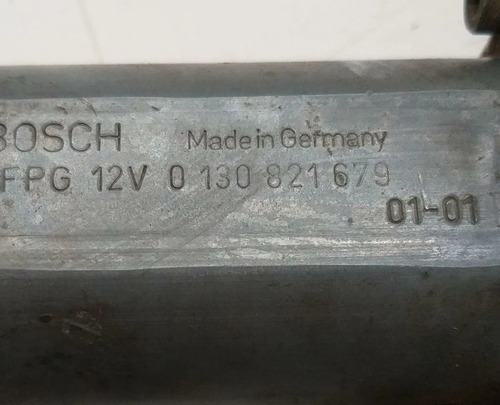 BOSCH Made in Germany
FPG 12V 0 130 821 679
01-01